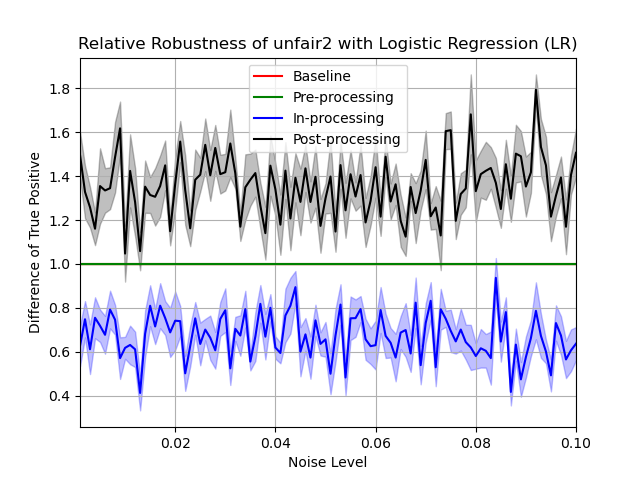 Relative Robustness of unfair2 with Logistic Regression (LR)
Baseline
Pre-processing
In-processing
Post-processing
Difference of True Positive
1.8
1.6
1.4
1.2
1.0
0.8
0.6
0.4
0.02
0.04
0.06
0.08
0.10
Noise Level